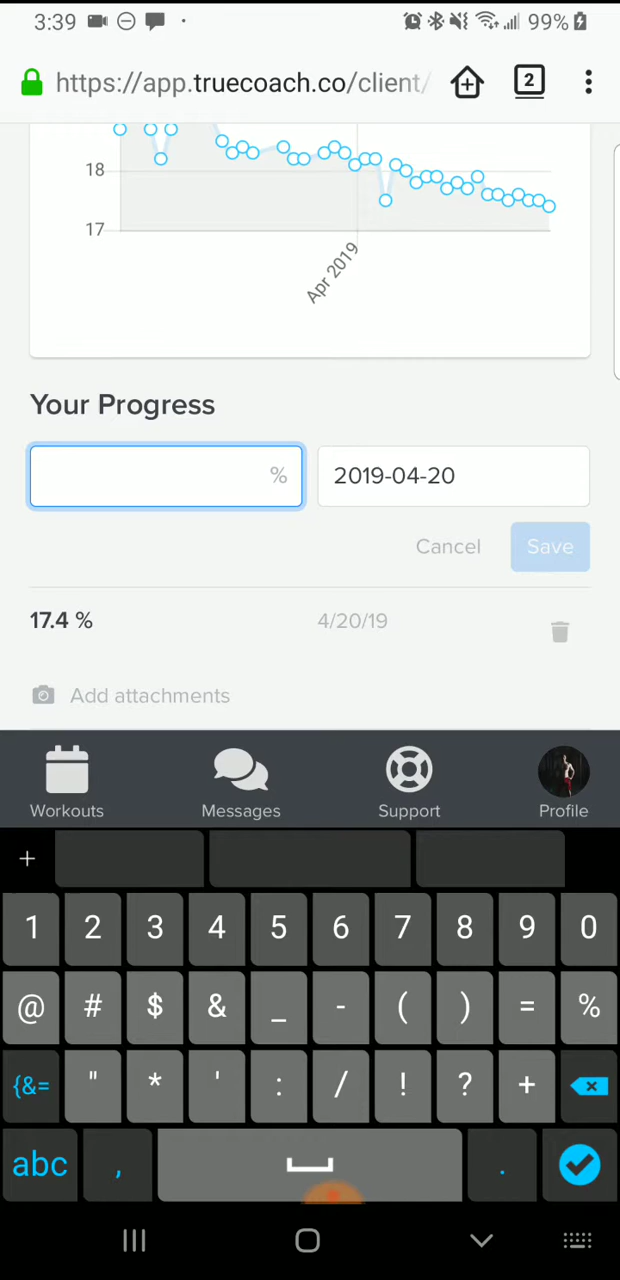 3:39 99%
https://app.truecoach.co/client/ 2
18
17
Apr 2019
Your Progress
% 2019-04-20
Cancel Save
17.4 % 4/20/19
Add attachments
Workouts Messages Support Profile
+
1 2 3 4 5 6 7 8 9 0
@ # $ & _ - ( ) = %
{&= " * ' : / ! ? +
abc , .